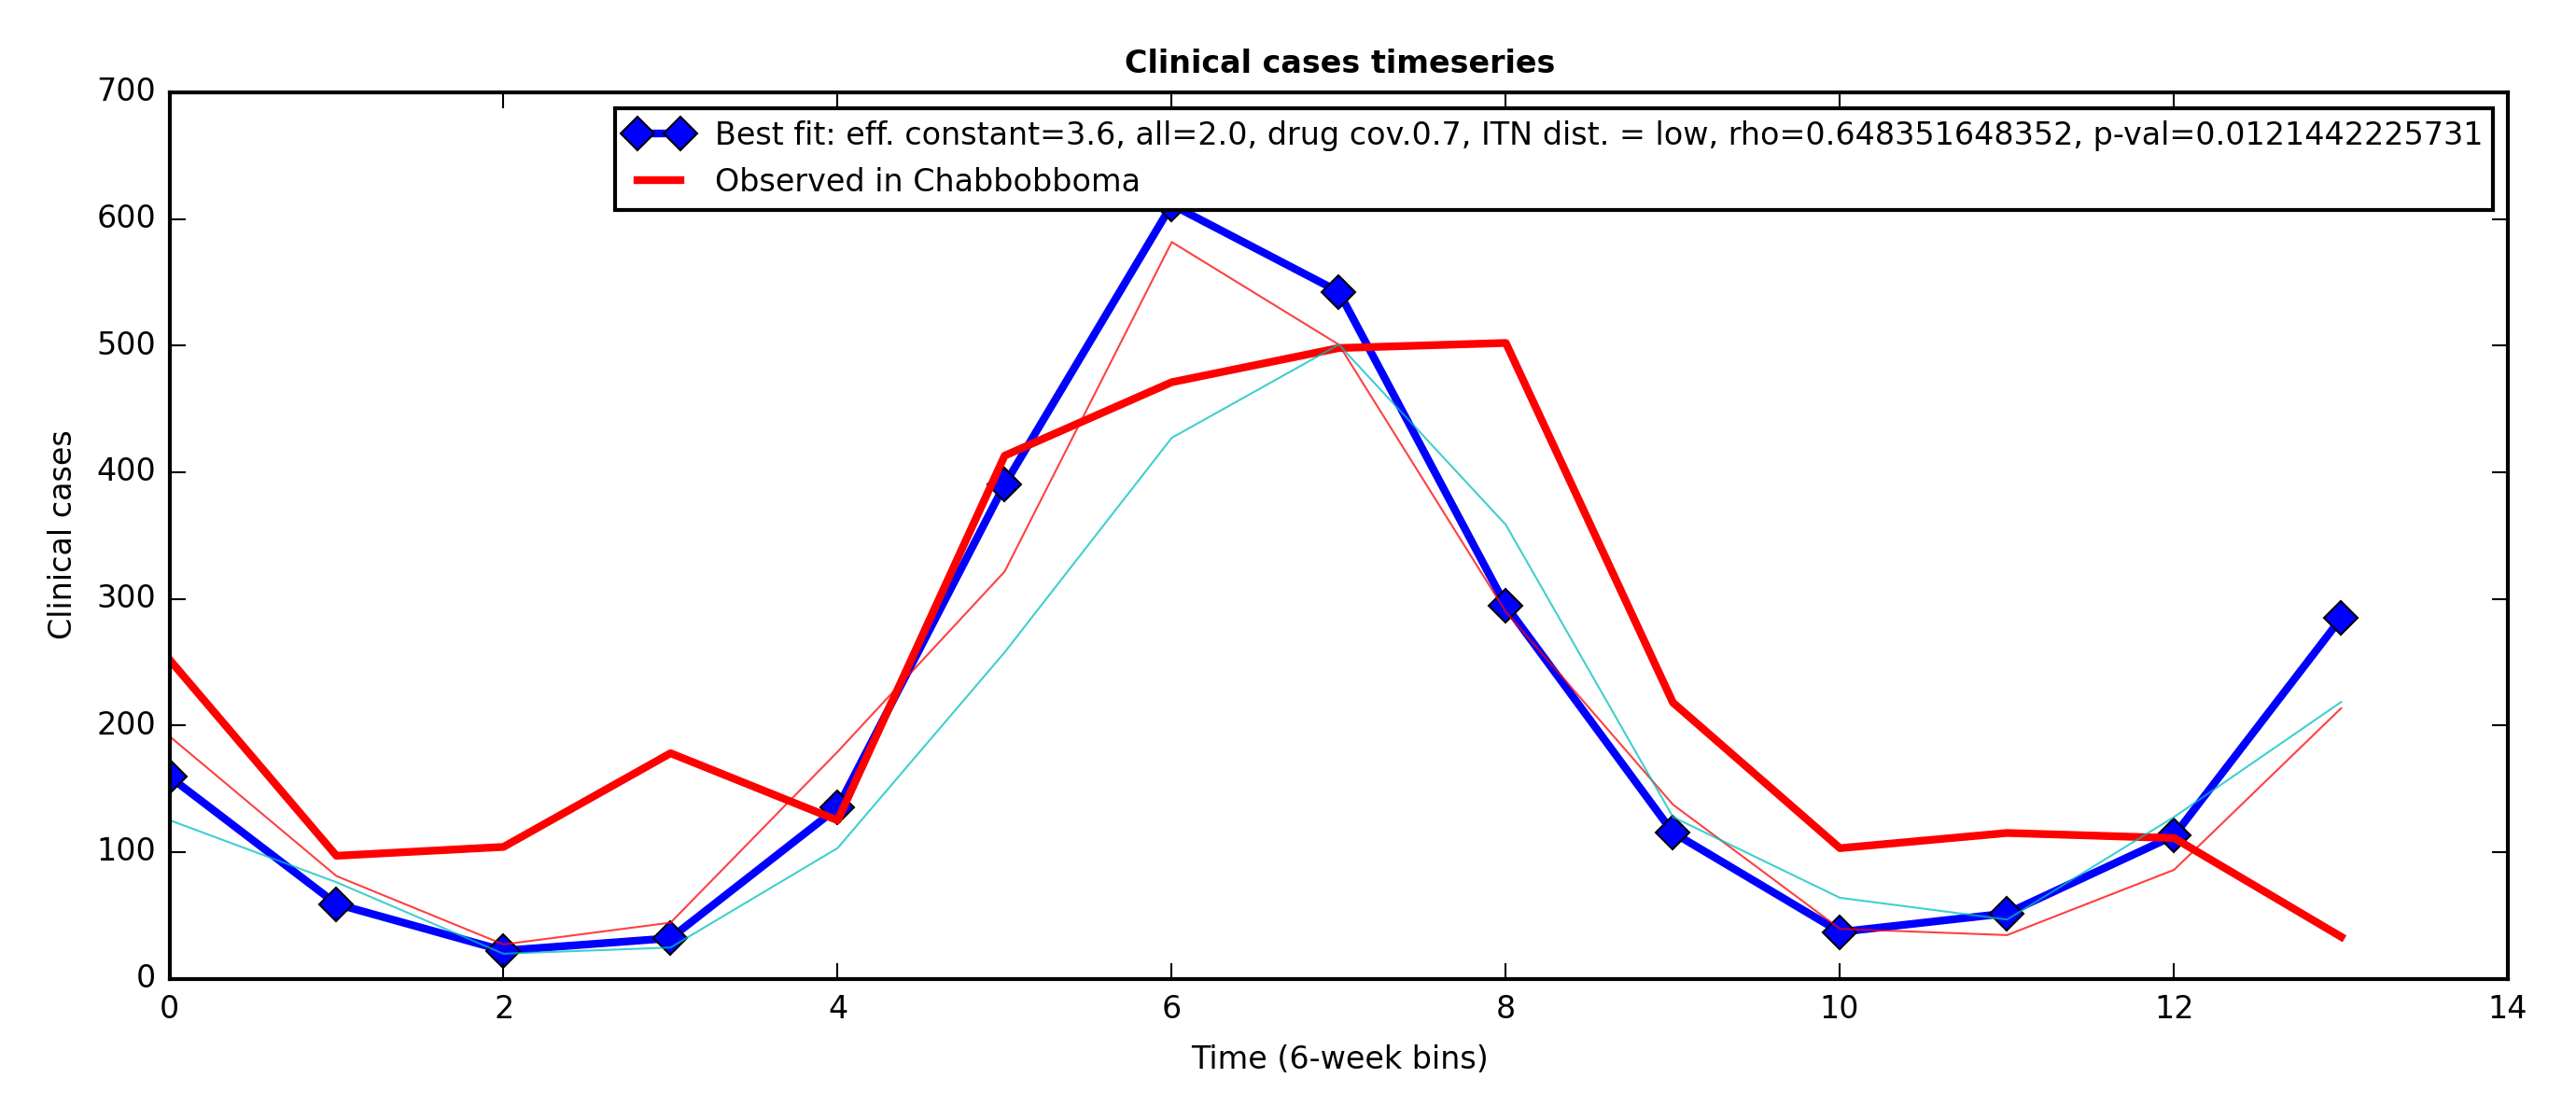 Clinical cases timeseries
700
600
500
400
300
200
100
0
Clinical cases
Best fit: eff. constant=3.6, all=2.0, drug cov.0.7, ITN dist. = low, rho=0.648351648352, p-val=0.0121442225731
Observed in Chabbobboma
0 2 4 6 8 10 12 14
Time (6-week bins)